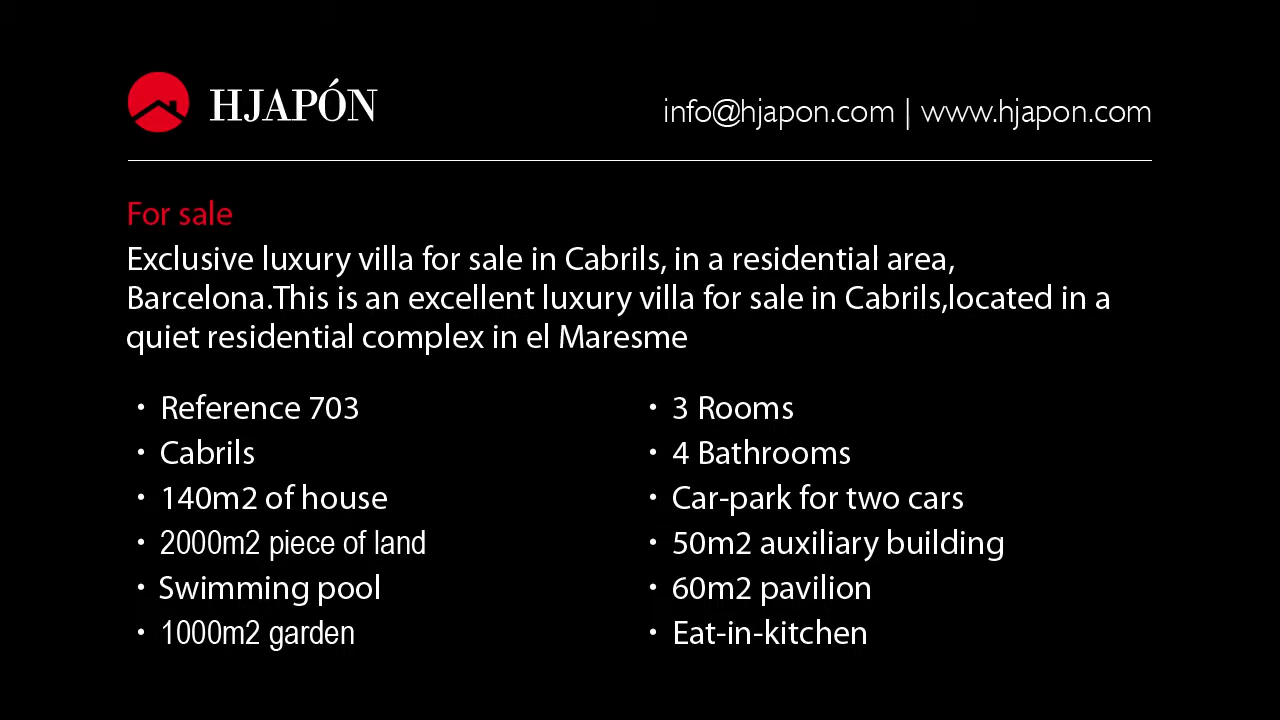 HJAPÓN
info@hjapon.com | www.hjapon.com
For sale
Exclusive luxury villa for sale in Cabrils, in a residential area,
Barcelona.This is an excellent luxury villa for sale in Cabrils,located in a
quiet residential complex in el Maresme
· Reference 703
· Cabrils
· 140m2 of house
· 2000m2 piece of land
· Swimming pool
· 1000m2 garden
· 3 Rooms
· 4 Bathrooms
· Car-park for two cars
· 50m2 auxiliary building
· 60m2 pavilion
· Eat-in-kitchen